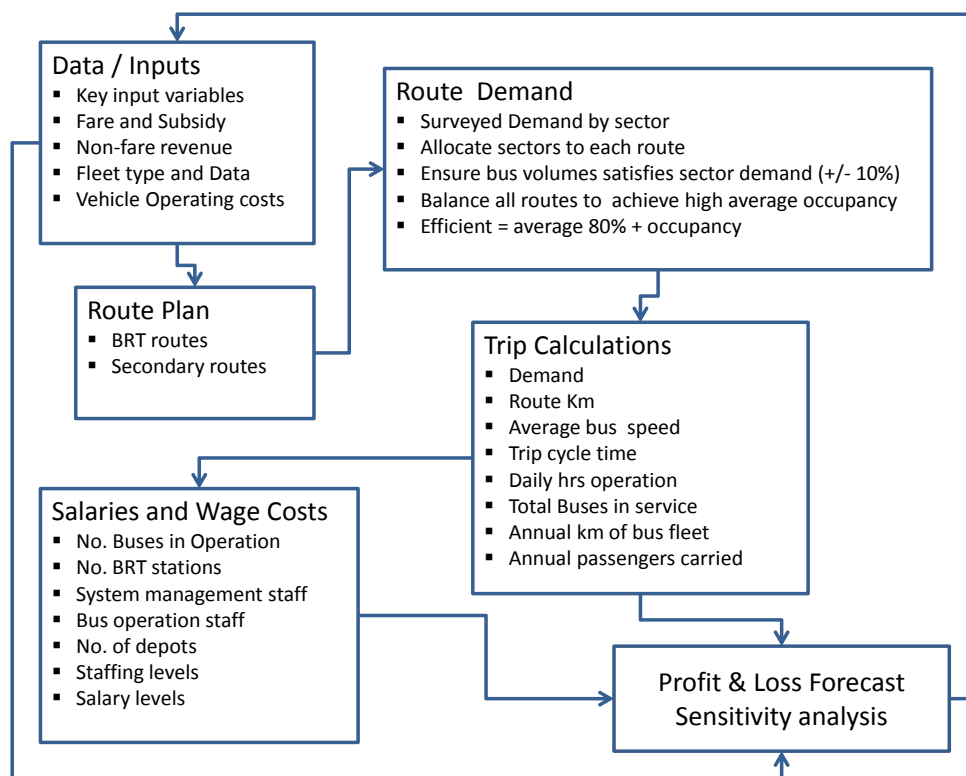 Data / Inputs
▪ Key input variables
▪ Fare and Subsidy
▪ Non-fare revenue
▪ Fleet type and Data
▪ Vehicle Operating costs
Route Plan
▪ BRT routes
▪ Secondary routes
Route Demand
▪ Surveyed Demand by sector
▪ Allocate sectors to each route
▪ Ensure bus volumes satisfies sector demand (+/- 10%)
▪ Balance all routes to achieve high average occupancy
▪ Efficient = average 80% + occupancy
Trip Calculations
▪ Demand
▪ Route Km
▪ Average bus speed
▪ Trip cycle time
▪ Daily hrs operation
▪ Total Buses in service
▪ Annual km of bus fleet
▪ Annual passengers carried
Salaries and Wage Costs
▪ No. Buses in Operation
▪ No. BRT stations
▪ System management staff
▪ Bus operation staff
▪ No. of depots
▪ Staffing levels
▪ Salary levels
Profit & Loss Forecast
Sensitivity analysis